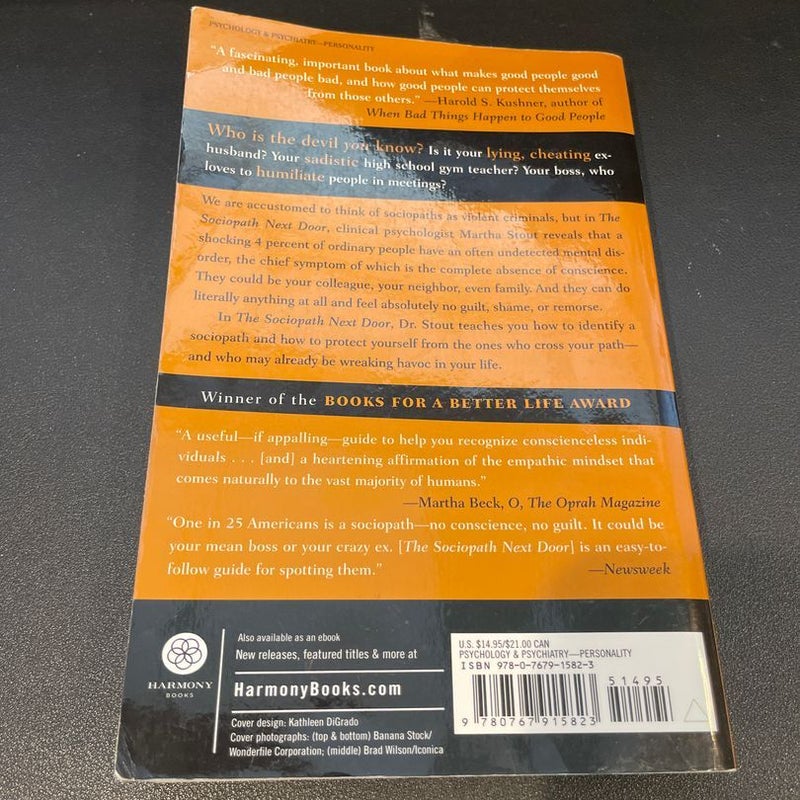 PSYCHOLOGY & PSYCHIATRY—PERSONALITY
“A fascinating, important book about what makes good people good
and bad people bad, and how good people can protect themselves
from those others.” —Harold S. Kushner, author of
When Bad Things Happen to Good People
Who is the devil you know? Is it your lying, cheating ex-
husband? Your sadistic high school gym teacher? Your boss, who
loves to humiliate people in meetings?
We are accustomed to think of sociopaths as violent criminals, but in The
Sociopath Next Door, clinical psychologist Martha Stout reveals that a
shocking 4 percent of ordinary people have an often undetected mental dis-
order, the chief symptom of which is the complete absence of conscience.
They could be your colleague, your neighbor, even family. And they can do
literally anything at all and feel absolutely no guilt, shame, or remorse.
In The Sociopath Next Door, Dr. Stout teaches you how to identify a
sociopath and how to protect yourself from the ones who cross your path—
and who may already be wreaking havoc in your life.
Winner of the BOOKS FOR A BETTER LIFE AWARD
“A useful—if appalling—guide to help you recognize conscienceless indi-
viduals . . . [and] a heartening affirmation of the empathic mindset that
comes naturally to the vast majority of humans.”
—Martha Beck, O, The Oprah Magazine
“One in 25 Americans is a sociopath—no conscience, no guilt. It could be
your mean boss or your crazy ex. [The Sociopath Next Door] is an easy-to-
follow guide for spotting them.”
—Newsweek
HARMONY
BOOKS
Also available as an ebook
New releases, featured titles & more at
HarmonyBooks.com
Cover design: Kathleen DiGrado
Cover photographs: (top & bottom) Banana Stock/
Wonderfile Corporation; (middle) Brad Wilson/Iconica
U.S. $14.95/$21.00 CAN
PSYCHOLOGY & PSYCHIATRY—PERSONALITY
ISBN 978-0-7679-1582-3
51495
9 780767 915823